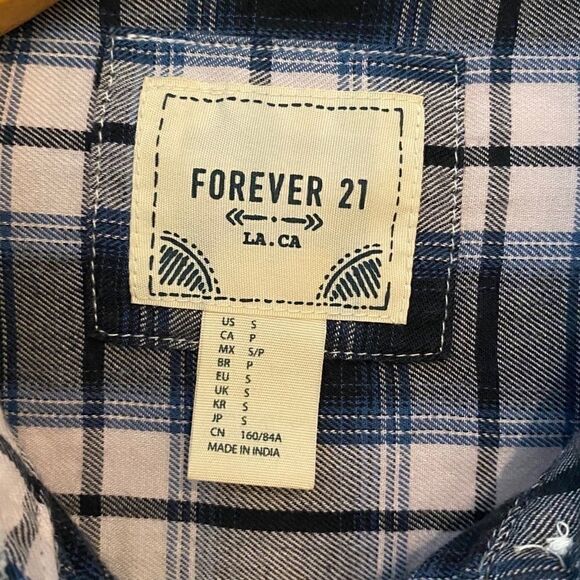 FOREVER 21
LA.CA
US S
CA P
MX S/P
BR P
EU S
UK S
KR S
JP S
CN 160/84A
MADE IN INDIA